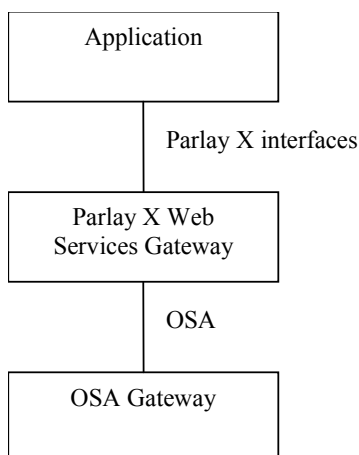 Application
Parlay X interfaces
Parlay X Web
Services Gateway
OSA
OSA Gateway